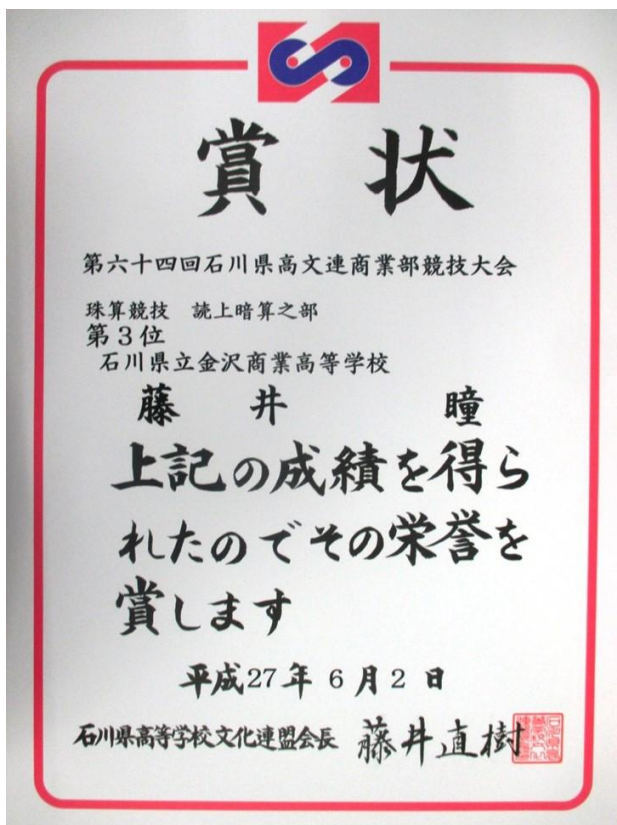 賞状
第六十四回石川県高文連商業部競技大会
珠算競技 読上暗算之部
第3位
石川県立金沢商業高等学校
藤井 瞳
上記の成績を得ら
れたのでその栄誉を
賞します
平成27年6月2日
石川県高等学校文化連盟会長 藤井直樹